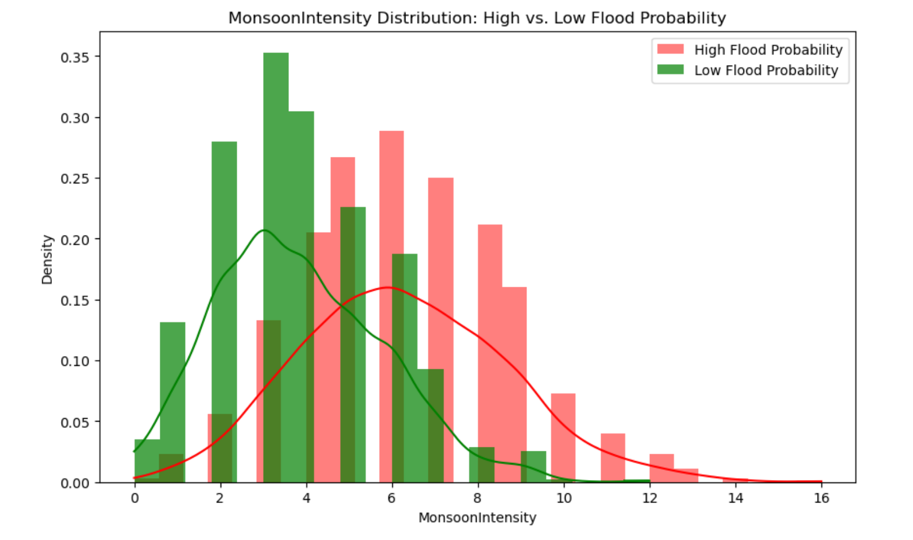 MonsoonIntensity Distribution: High vs. Low Flood Probability
High Flood Probability
Low Flood Probability
Density
0.35
0.30
0.25
0.20
0.15
0.10
0.05
0.00
0 2 4 6 8 10 12 14 16
MonsoonIntensity